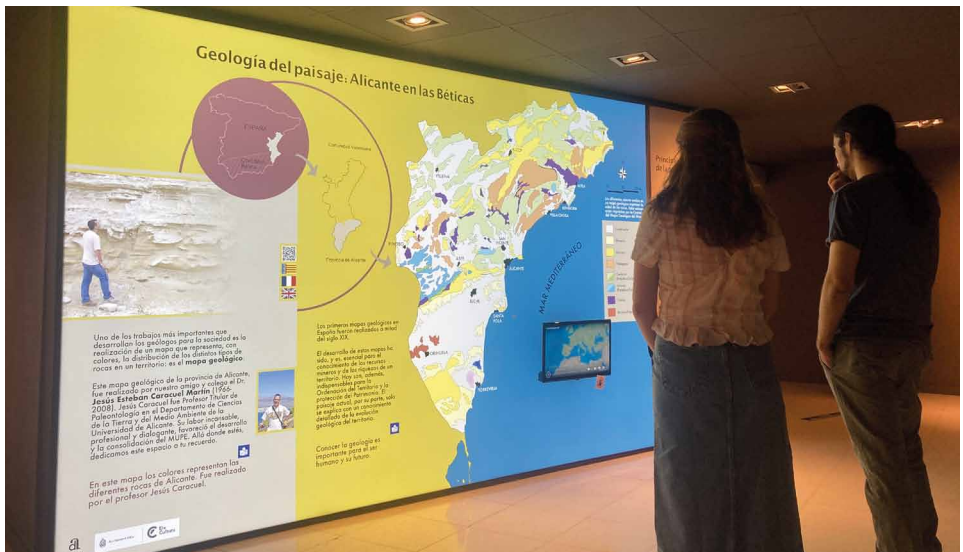 Geología del paisaje: Alicante en las Béticas
ESPAÑA
Comunitat Valenciana
Provincia de Alicante
MAR MEDITERRÁNEO
ALICANTE
SANTA
POLA
ORIHUELA
TORREVIEJA
ELX
Uno de los trabajos más importantes que
desarrollan los geólogos para la sociedad es la
realización de un mapa que representa, con
colores, la distribución de los distintos tipos de
rocas en un territorio: es el mapa geológico.
Este mapa geológico de la provincia de Alicante,
fue realizado por nuestro amigo y colega el Dr.
Jesús Esteban Caracuel Martín (1966-
2008). Jesús Caracuel fue Profesor Titular de
Paleontología en el Departamento de Ciencias
de la Tierra y del Medio Ambiente de la
Universidad de Alicante. Su labor incansable,
profesional y dialogante, favoreció el desarrollo
y la consolidación del MUPE. Allá donde estés,
dedicamos este espacio a tu recuerdo.
En este mapa los colores representan las
diferentes rocas de Alicante. Fue realizado
por el profesor Jesús Caracuel.
Los primeros mapas geológicos en
España fueron realizados a mitad
del siglo XIX.
El desarrollo de estos mapas ha
sido, y es, esencial para el
conocimiento de los recursos
mineros y de las riquezas de un
territorio. Hoy son, además,
indispensables para la
Ordenación del Territorio y la
protección del Patrimonio. El
paisaje actual, por su parte, solo
se explica con un conocimiento
detallado de la evolución
geológica del territorio.
Conocer la geología es
importante para el ser
humano y su futuro.